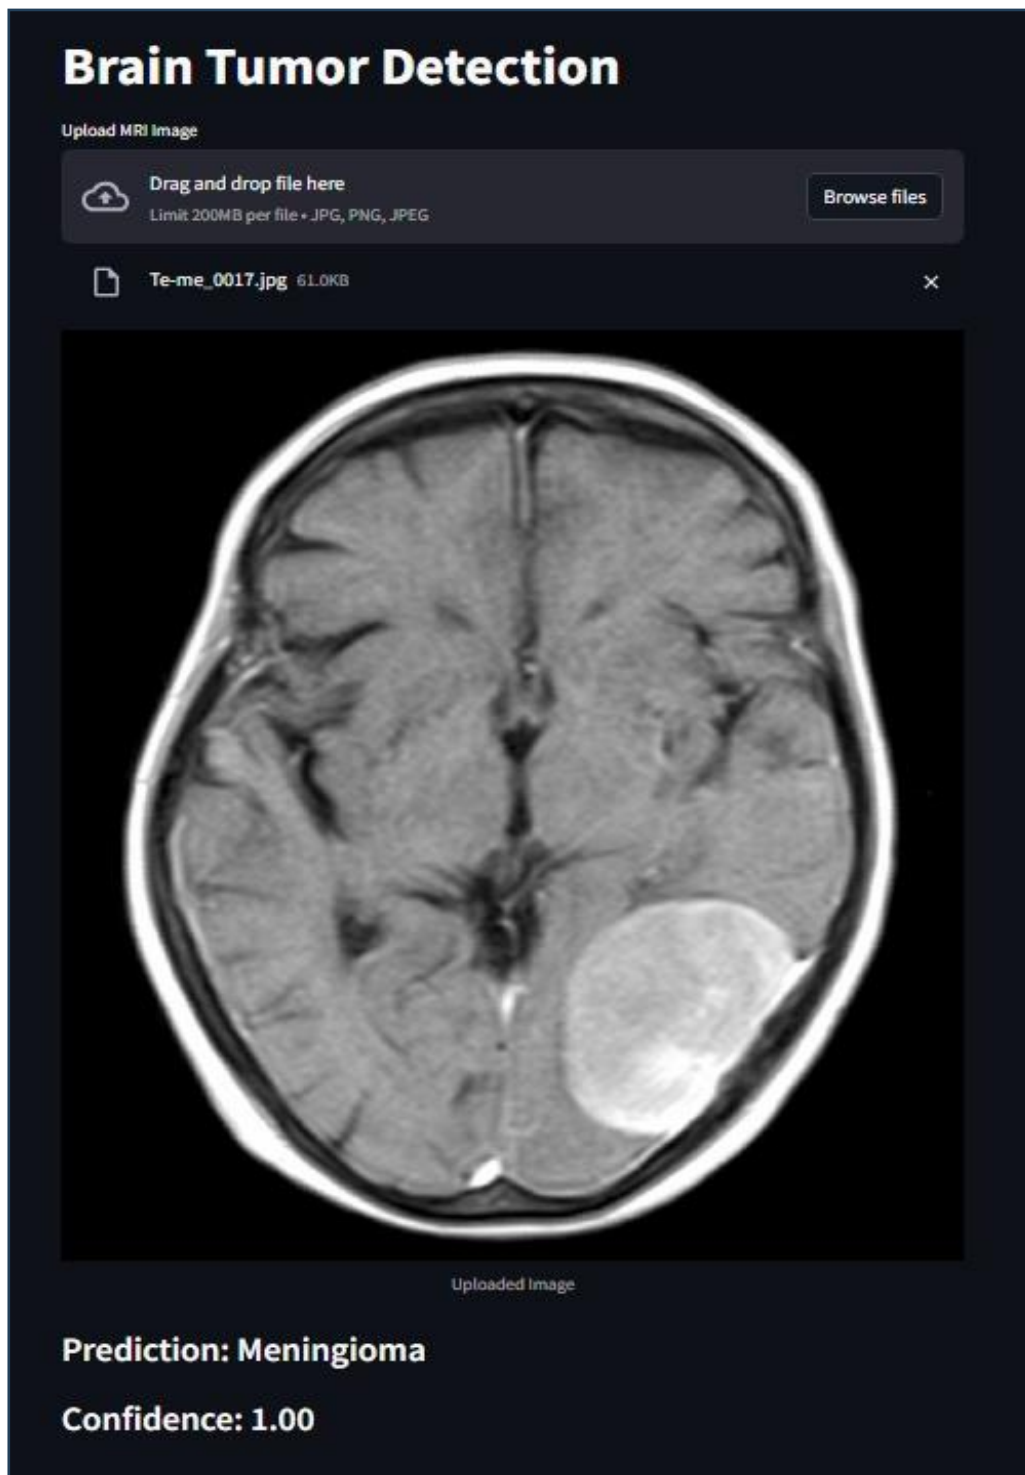 Brain Tumor Detection
Upload MRI Image
Drag and drop file here
Limit 200MB per file • JPG, PNG, JPEG
Browse files
Te-me_0017.jpg 61.0KB
Uploaded Image
Prediction: Meningioma
Confidence: 1.00